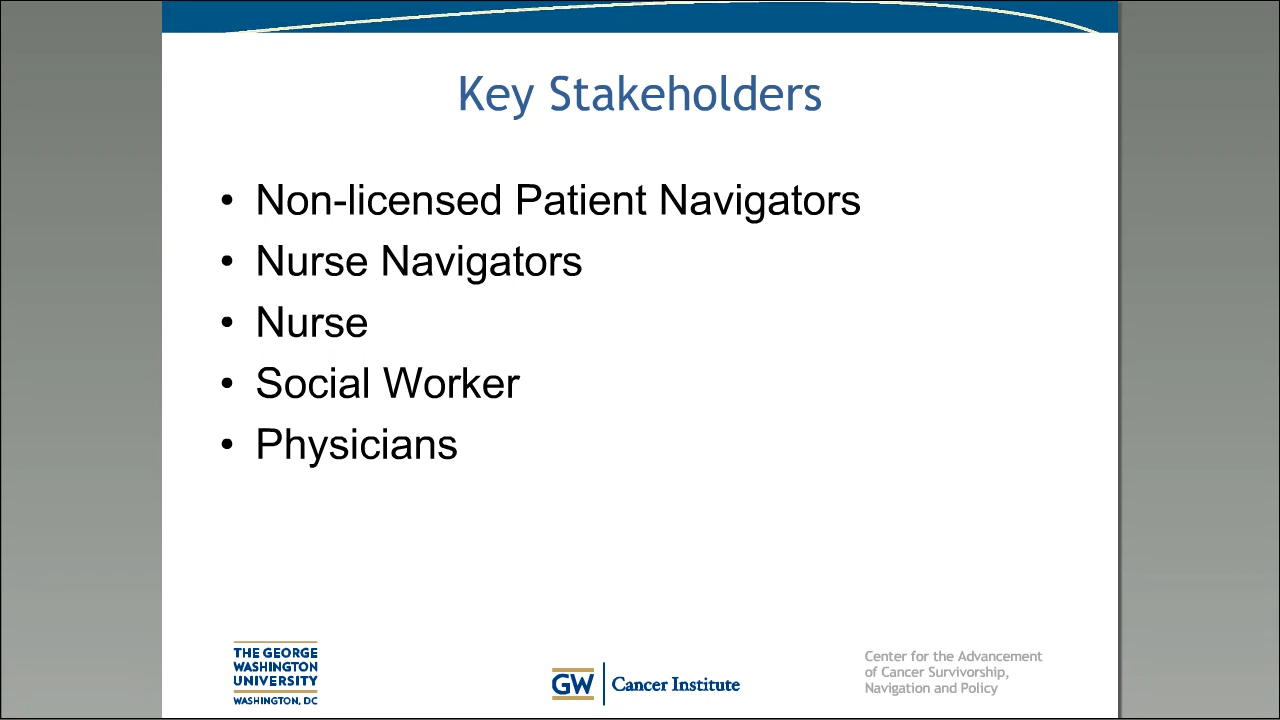 Key Stakeholders
• Non-licensed Patient Navigators
• Nurse Navigators
• Nurse
• Social Worker
• Physicians
THE GEORGE
WASHINGTON
UNIVERSITY
WASHINGTON, DC
GW Cancer Institute
Center for the Advancement
of Cancer Survivorship,
Navigation and Policy